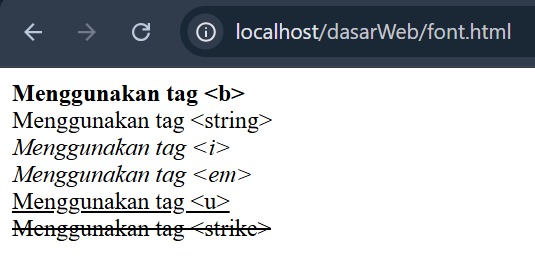 localhost/dasarWeb/font.html
Menggunakan tag <b>
Menggunakan tag <string>
Menggunakan tag <i>
Menggunakan tag <em>
Menggunakan tag <u>
Menggunakan tag <strike>